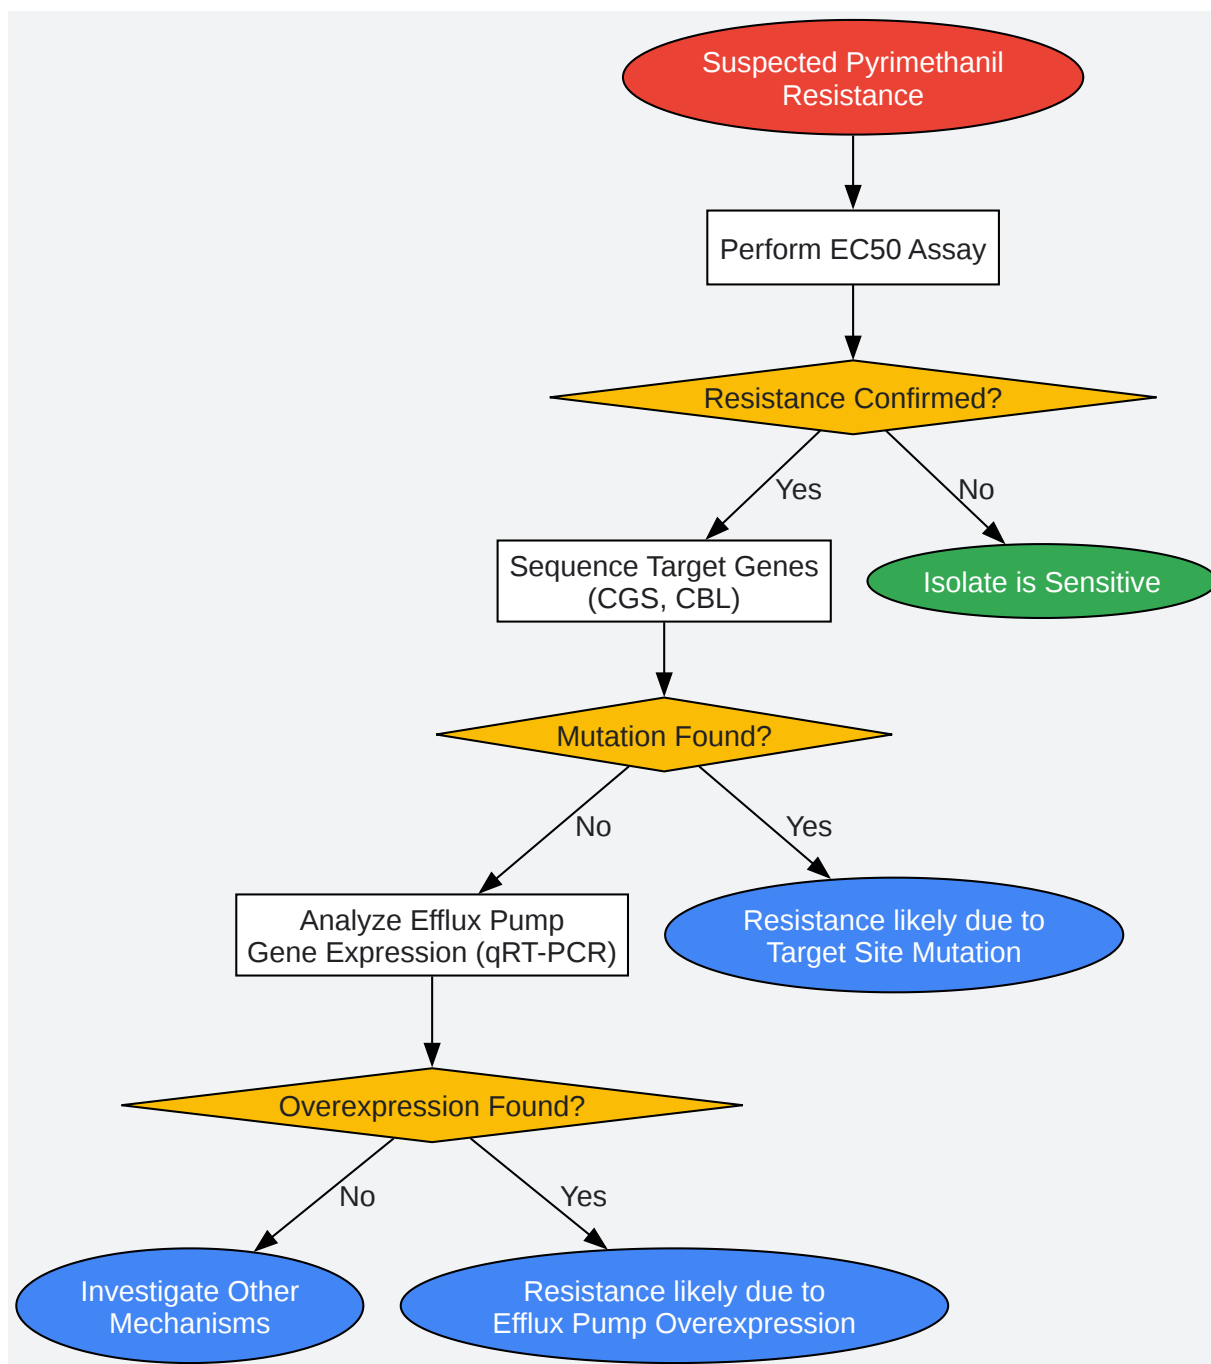 Suspected Pyrimethanil
Resistance
Perform EC50 Assay
Resistance Confirmed?
Yes
No
Sequence Target Genes
(CGS, CBL)
Isolate is Sensitive
Mutation Found?
No
Yes
Analyze Efflux Pump
Gene Expression (qRT-PCR)
Resistance likely due to
Target Site Mutation
Overexpression Found?
No
Yes
Investigate Other
Mechanisms
Resistance likely due to
Efflux Pump Overexpression